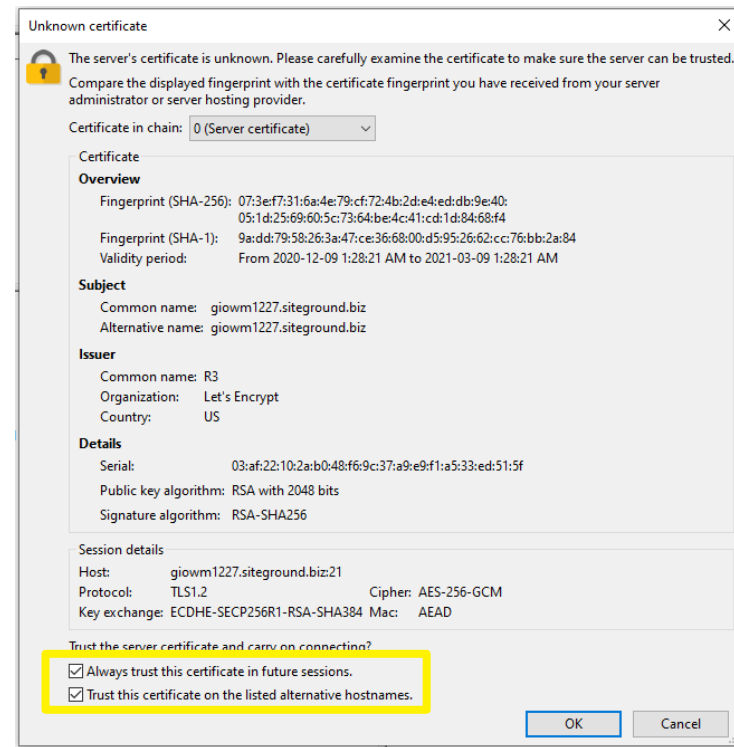 Unknown certificate
The server's certificate is unknown. Please carefully examine the certificate to make sure the server can be trusted.
Compare the displayed fingerprint with the certificate fingerprint you have received from your server
administrator or server hosting provider.
Certificate in chain: 0 (Server certificate)
Certificate
Overview
Fingerprint (SHA-256): 07:3e:f7:31:6a:4e:79:cf:72:4b:2d:e4:ed:db:9e:40:
05:1d:25:69:60:5c:73:64:be:4c:41:cd:1d:84:68:f4
Fingerprint (SHA-1): 9a:dd:79:58:26:3a:47:ce:36:68:00:d5:95:26:62:cc:76:bb:2a:84
Validity period: From 2020-12-09 1:28:21 AM to 2021-03-09 1:28:21 AM
Subject
Common name: giowm1227.siteground.biz
Alternative name: giowm1227.siteground.biz
Issuer
Common name: R3
Organization: Let's Encrypt
Country: US
Details
Serial: 03:af:22:10:2a:b0:48:f6:9c:37:a9:e9:f1:a5:33:ed:51:5f
Public key algorithm: RSA with 2048 bits
Signature algorithm: RSA-SHA256
Session details
Host: giowm1227.siteground.biz:21
Protocol: TLS1.2 Cipher: AES-256-GCM
Key exchange: ECDHE-SECP256R1-RSA-SHA384 Mac: AEAD
Trust the server certificate and carry on connecting?
Always trust this certificate in future sessions.
Trust this certificate on the listed alternative hostnames.
OK Cancel